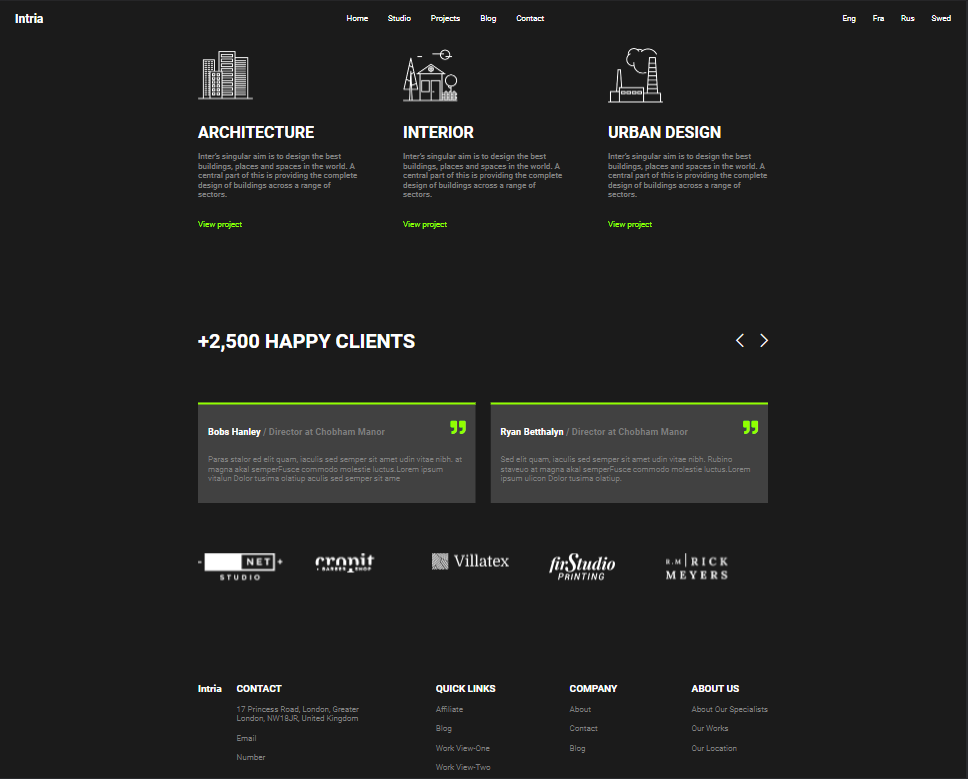 Intria
Home Studio Projects Blog Contact
Eng Fra Rus Swed
ARCHITECTURE
Inter's singular aim is to design the best
buildings, places and spaces in the world. A
central part of this is providing the complete
design of buildings across a range of
sectors.
View project
INTERIOR
Inter's singular aim is to design the best
buildings, places and spaces in the world. A
central part of this is providing the complete
design of buildings across a range of
sectors.
View project
URBAN DESIGN
Inter's singular aim is to design the best
buildings, places and spaces in the world. A
central part of this is providing the complete
design of buildings across a range of
sectors.
View project
+2,500 HAPPY CLIENTS
Bobs Hanley / Director at Chobham Manor
Paras stalor ed elit quam, iaculis sed semper sit amet udin vitae nibh. at
magna akal semperFusce commodo molestie luctus.Lorem ipsum
vitalun Dolor tusima olatiup aculis sed semper sit ame
Ryan Betthalyn / Director at Chobham Manor
Sed elit quam, iaculis sed semper sit amet udin vitae nibh. Rubino
staveuo at magna akal semperFusce commodo molestie luctus.Lorem
ipsum ulicon Dolor tusima olatiup.
NET
STUDIO
cropit
BARBER SHOP
Villatex
firStudio
PRINTING
R.M RICK
MEYERS
Intria
CONTACT
17 Princess Road, London, Greater
London, NW18JR, United Kingdom
Email
Number
QUICK LINKS
Affiliate
Blog
Work View-One
Work View-Two
COMPANY
About
Contact
Blog
ABOUT US
About Our Specialists
Our Works
Our Location